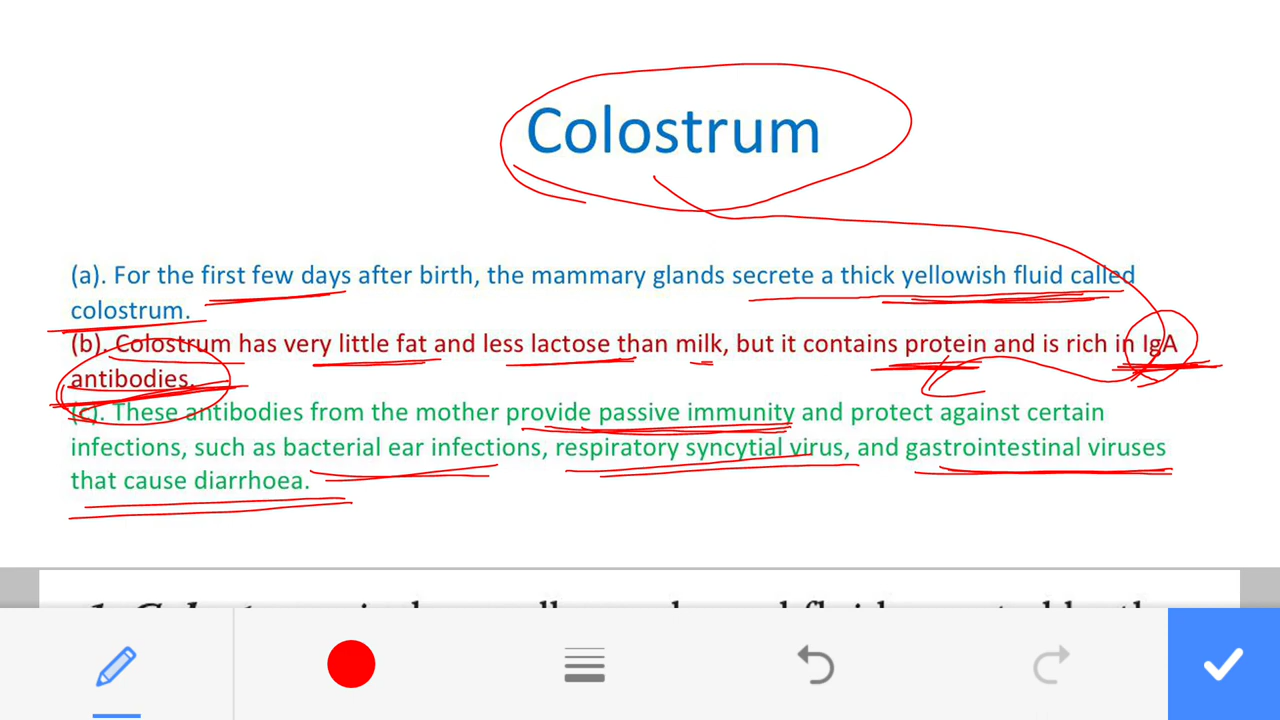 Colostrum
(a). For the first few days after birth, the mammary glands secrete a thick yellowish fluid called
colostrum.
(b). Colostrum has very little fat and less lactose than milk, but it contains protein and is rich in IgA
antibodies.
(c). These antibodies from the mother provide passive immunity and protect against certain
infections, such as bacterial ear infections, respiratory syncytial virus, and gastrointestinal viruses
that cause diarrhoea.